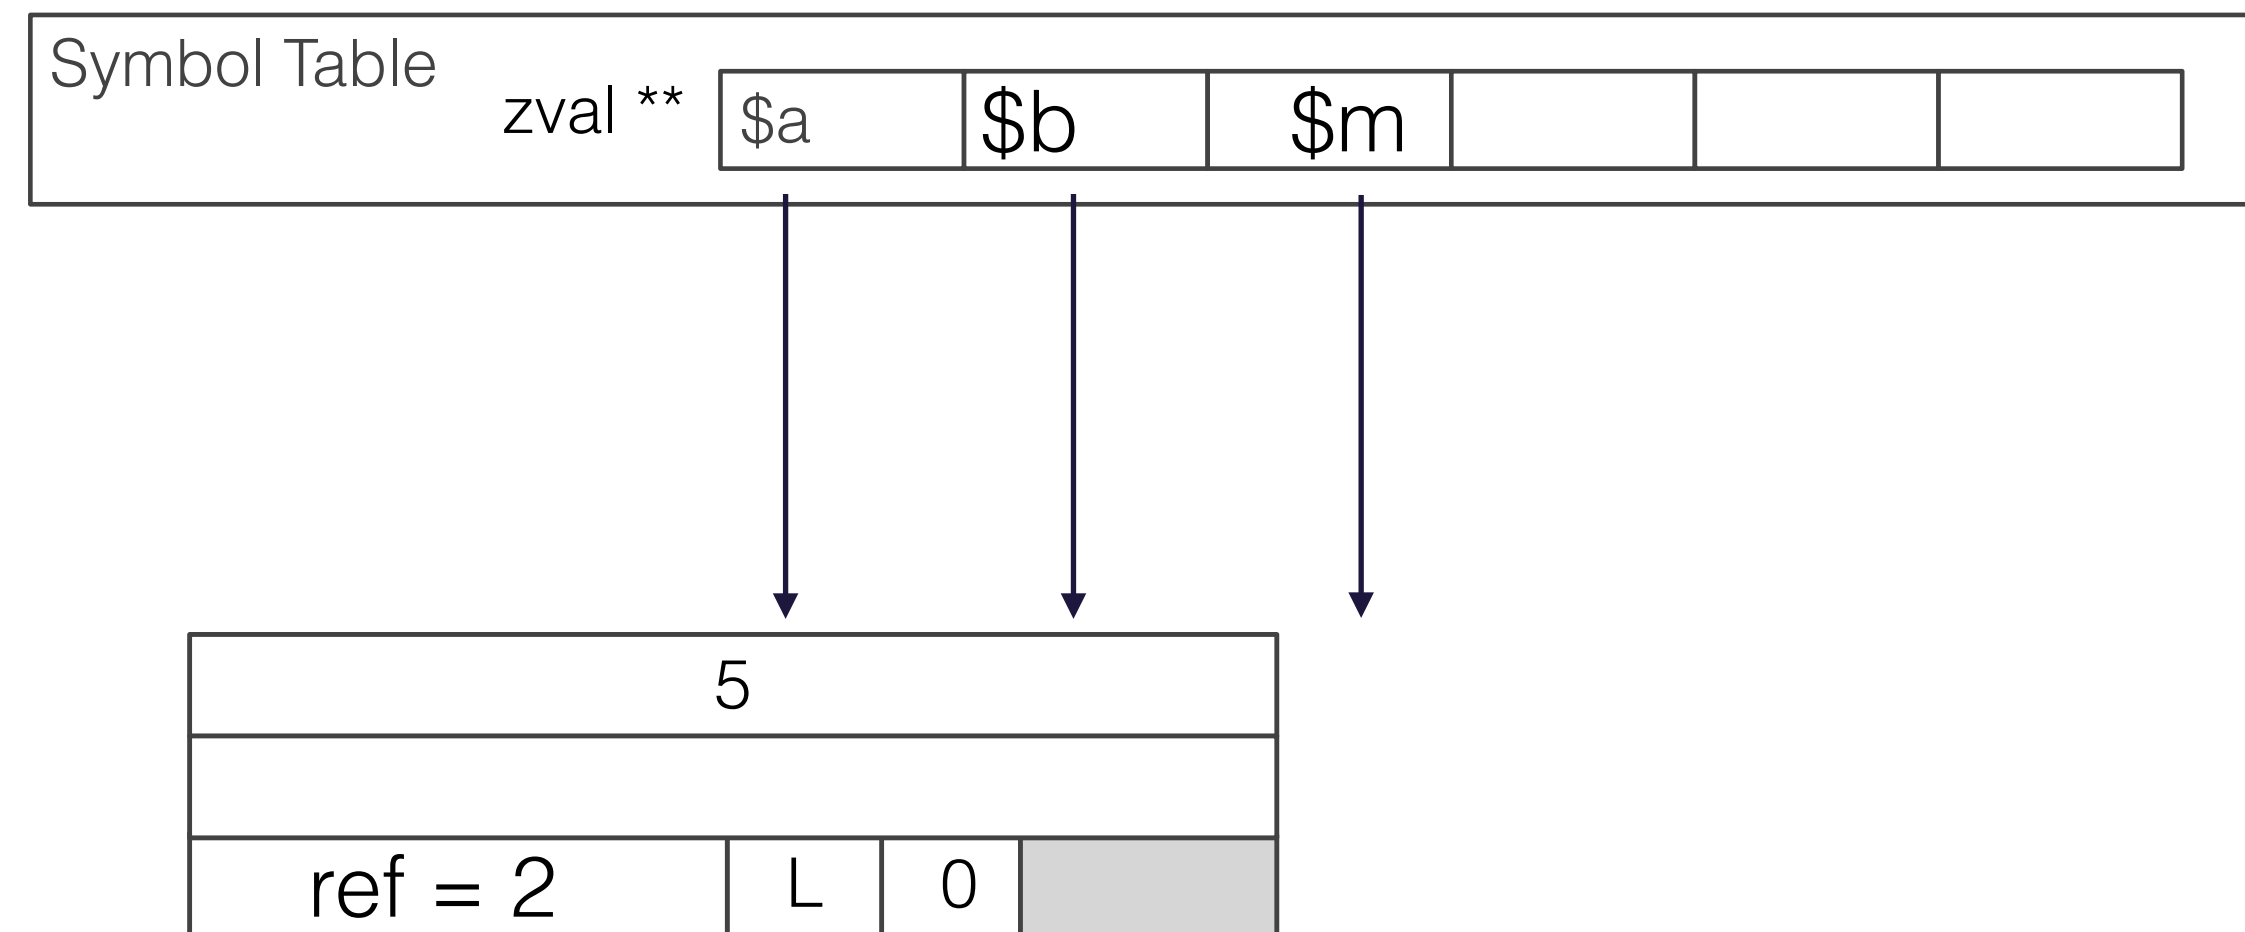 Symbol Table
zval ** $a $b $m
5
ref = 2 L 0